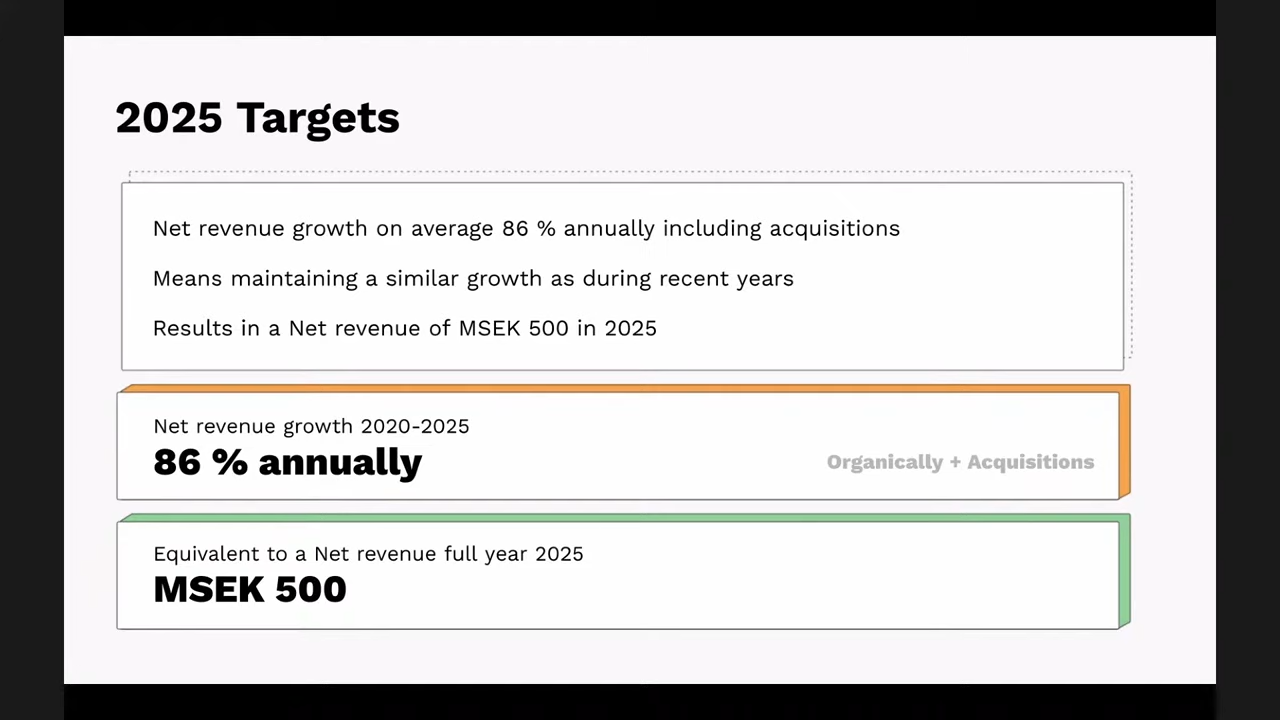 2025 Targets
Net revenue growth on average 86 % annually including acquisitions
Means maintaining a similar growth as during recent years
Results in a Net revenue of MSEK 500 in 2025
Net revenue growth 2020-2025
86 % annually
Organically + Acquisitions
Equivalent to a Net revenue full year 2025
MSEK 500